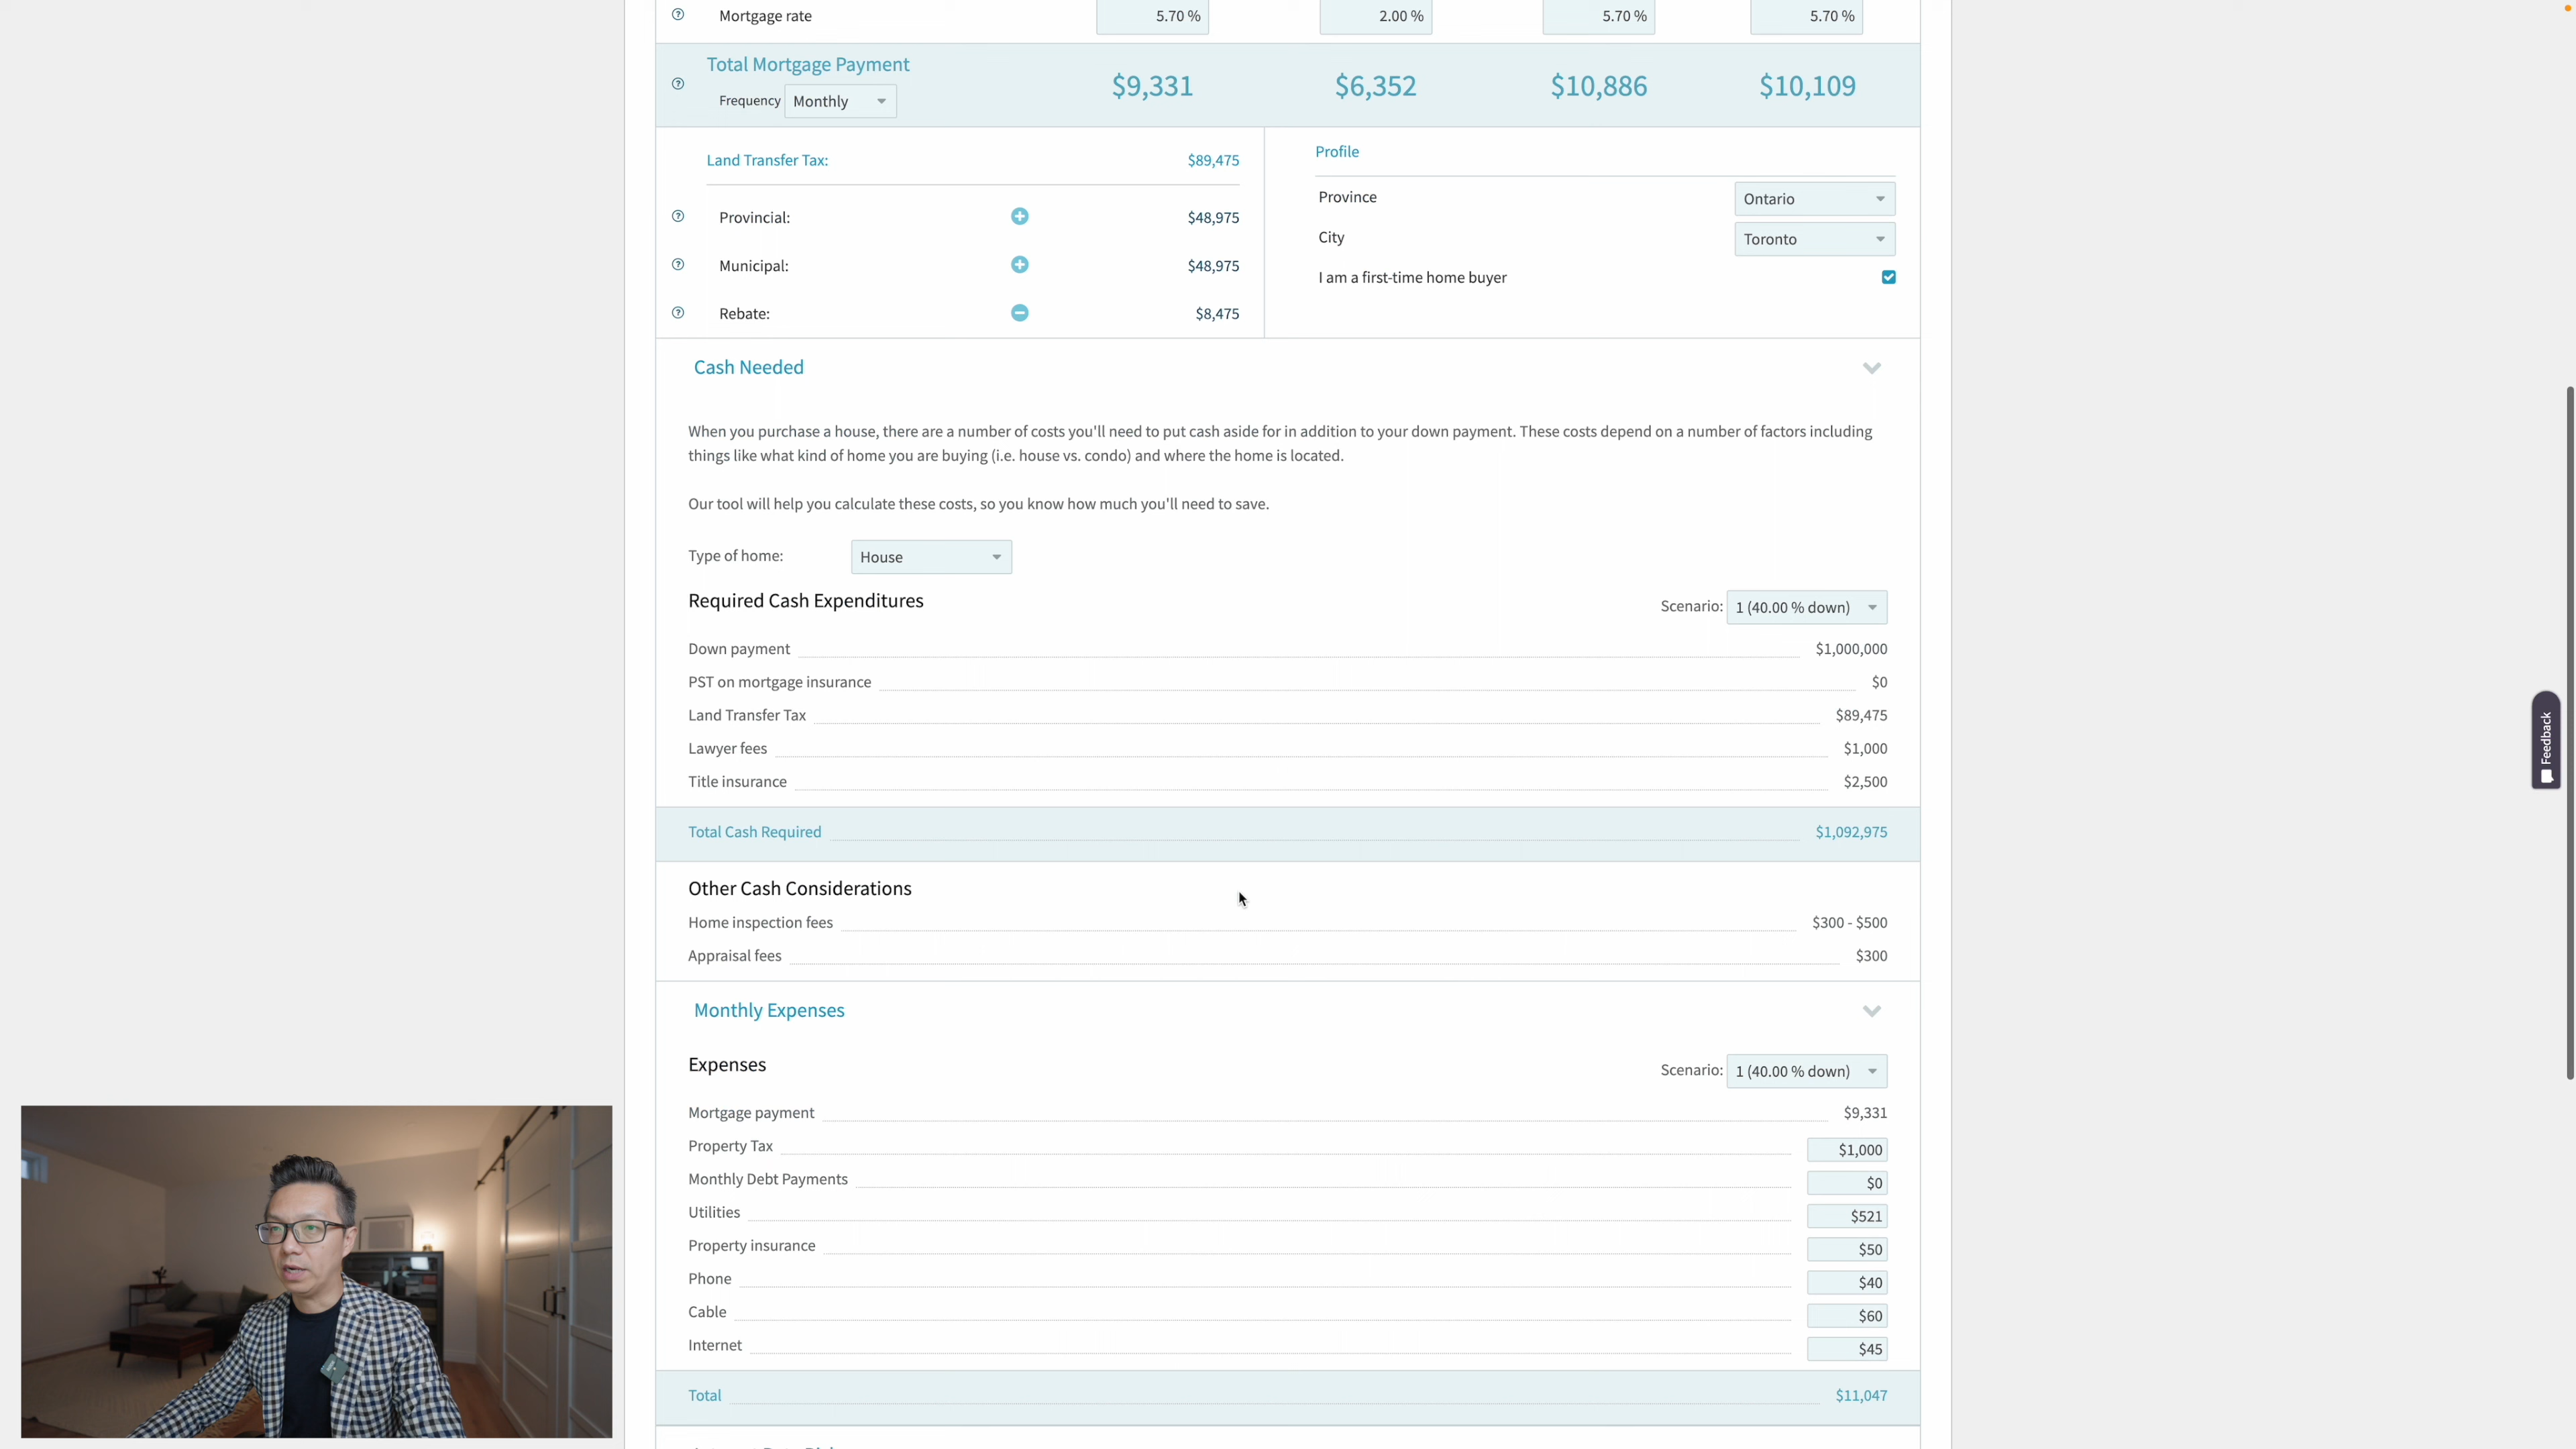 Mortgage rate 5.70 % 2.00 % 5.70 % 5.70 %
Total Mortgage Payment
Frequency Monthly $9,331 $6,352 $10,886 $10,109
Land Transfer Tax: $89,475
Provincial: $48,975
Municipal: $48,975
Rebate: $8,475
Profile
Province Ontario
City Toronto
I am a first-time home buyer
Cash Needed
When you purchase a house, there are a number of costs you'll need to put cash aside for in addition to your down payment. These costs depend on a number of factors including
things like what kind of home you are buying (i.e. house vs. condo) and where the home is located.
Our tool will help you calculate these costs, so you know how much you'll need to save.
Type of home: House
Required Cash Expenditures Scenario: 1 (40.00 % down)
Down payment $1,000,000
PST on mortgage insurance $0
Land Transfer Tax $89,475
Lawyer fees $1,000
Title insurance $2,500
Total Cash Required $1,092,975
Other Cash Considerations
Home inspection fees $300 - $500
Appraisal fees $300
Monthly Expenses
Expenses Scenario: 1 (40.00 % down)
Mortgage payment $9,331
Property Tax $1,000
Monthly Debt Payments $0
Utilities $521
Property insurance $50
Phone $40
Cable $60
Internet $45
Total $11,047
Feedback